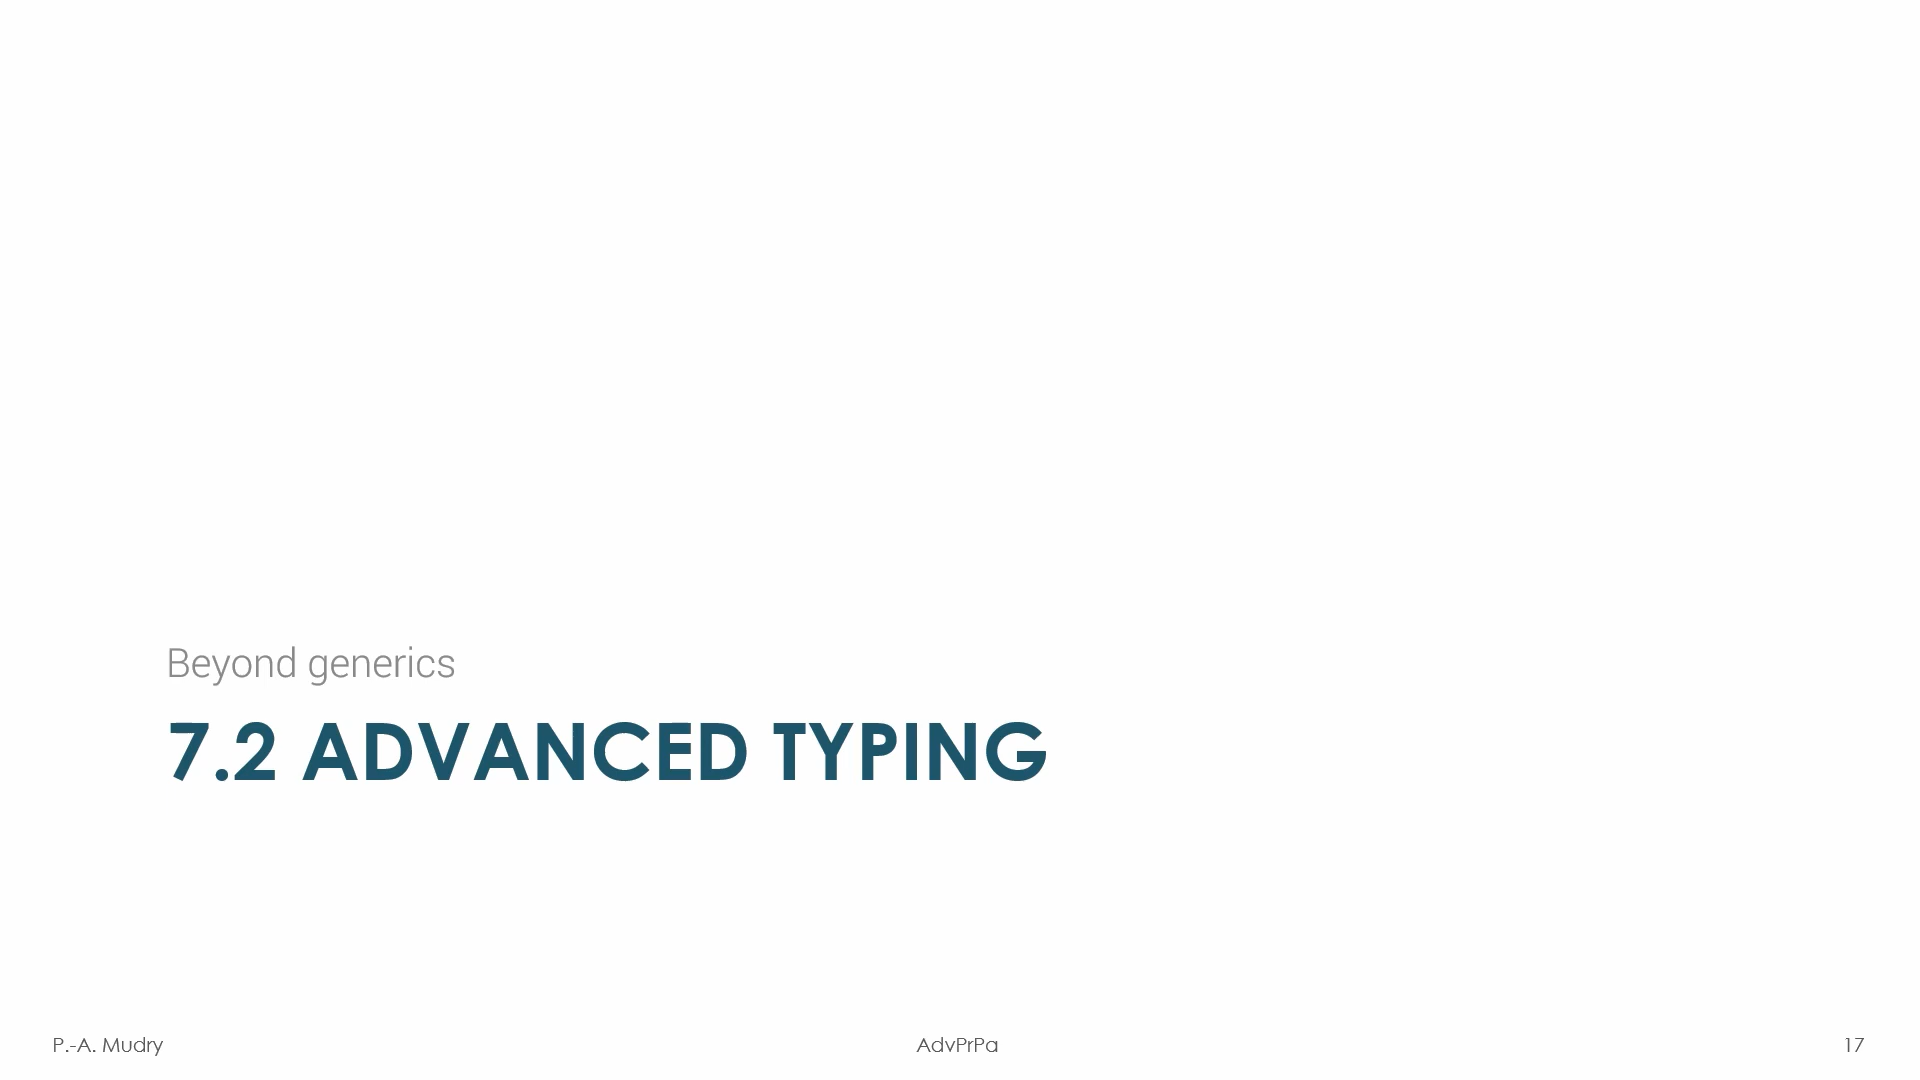 Beyond generics
7.2 ADVANCED TYPING
P.-A. Mudry
AdvPrPa
17